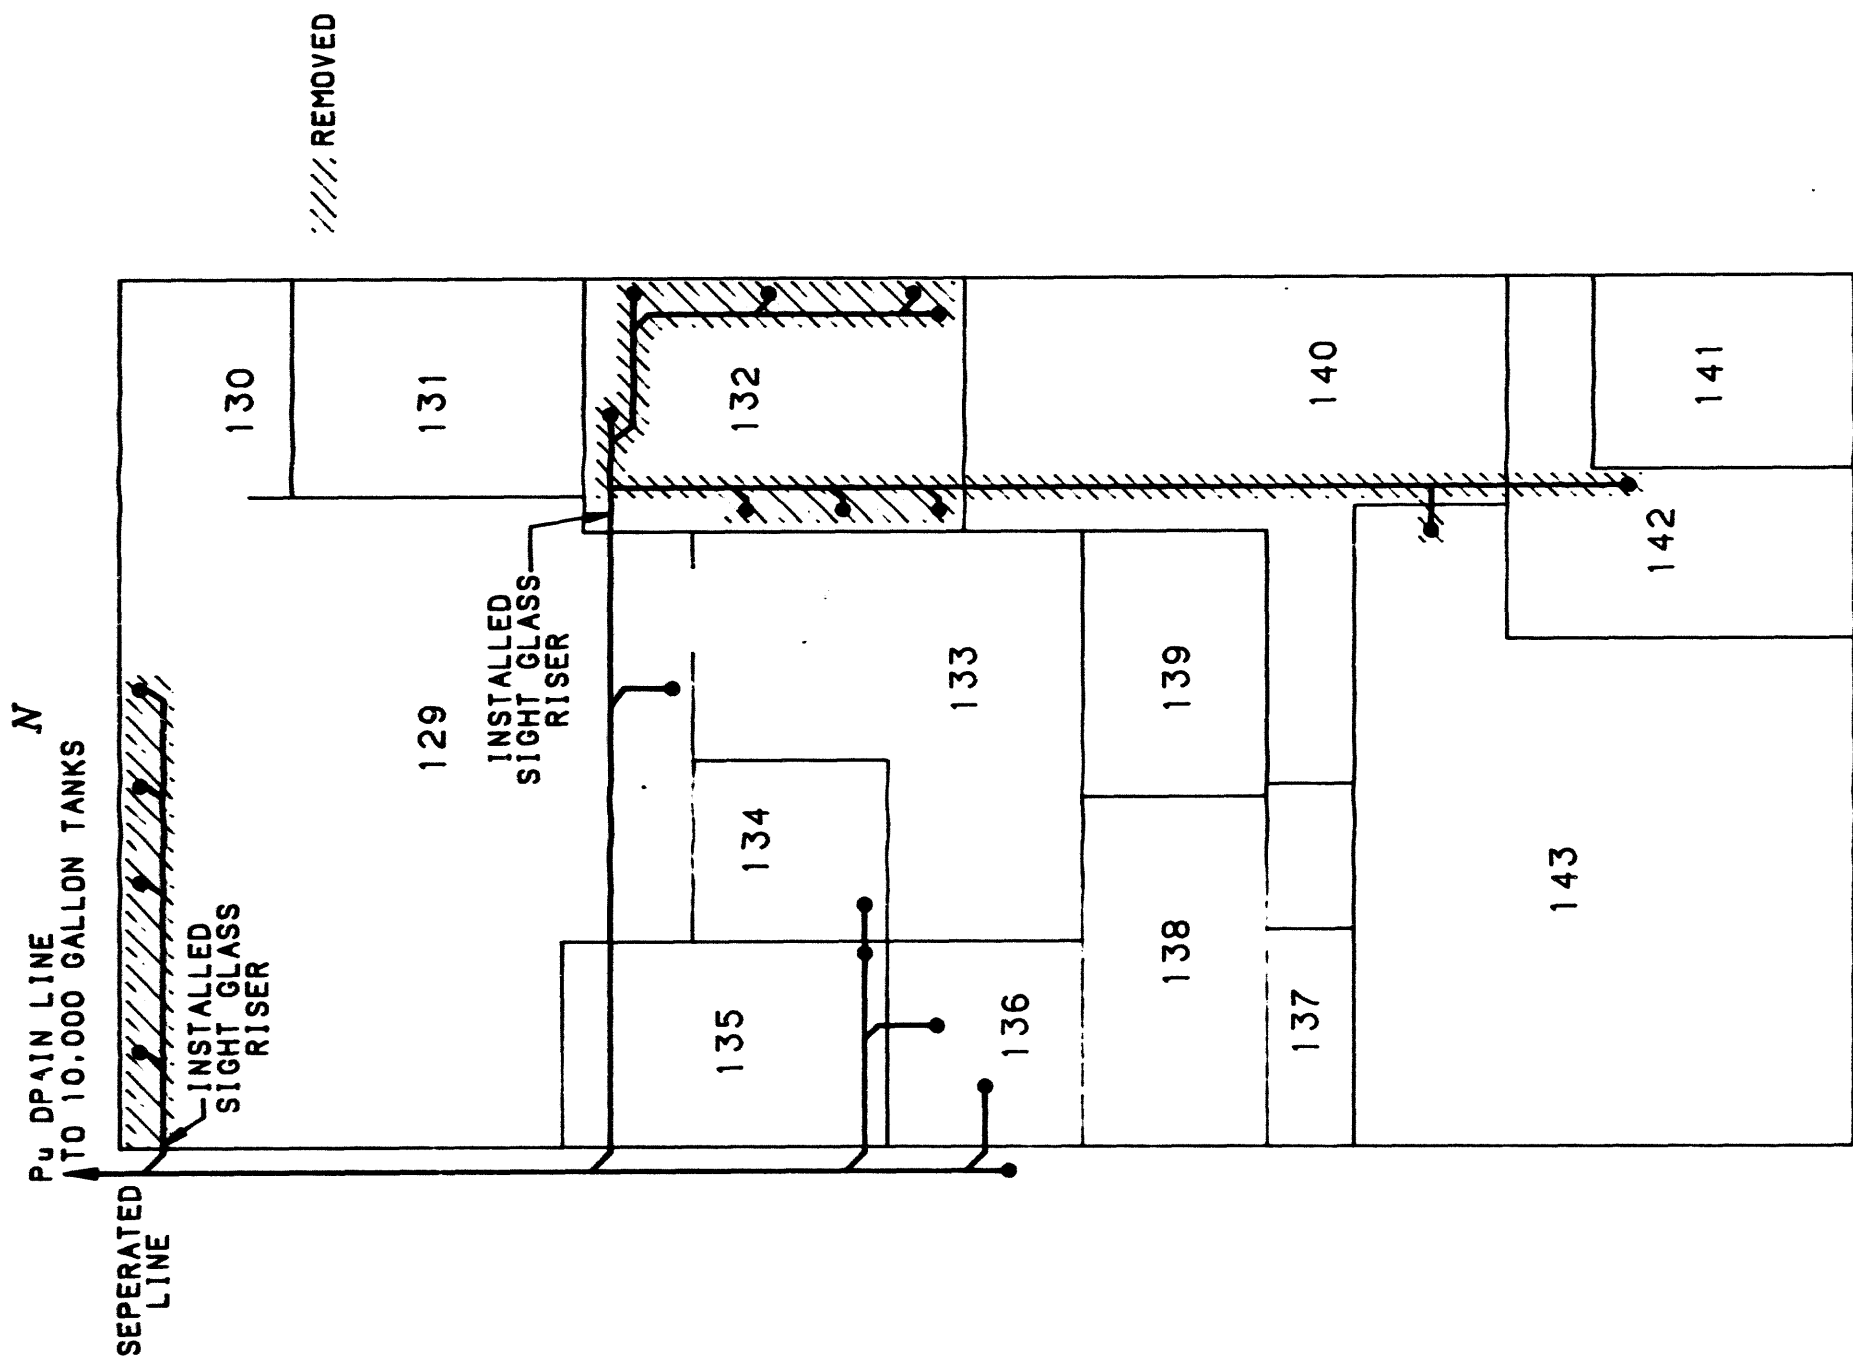 N
Pu DPAIN LINE
TO 10.000 GALLON TANKS
SEPERATED
LINE
INSTALLED
SIGHT GLASS
RISER
REMOVED
129
130
131
INSTALLED
SIGHT GLASS
RISER
132
133
134
135
136
137
138
139
140
141
142
143